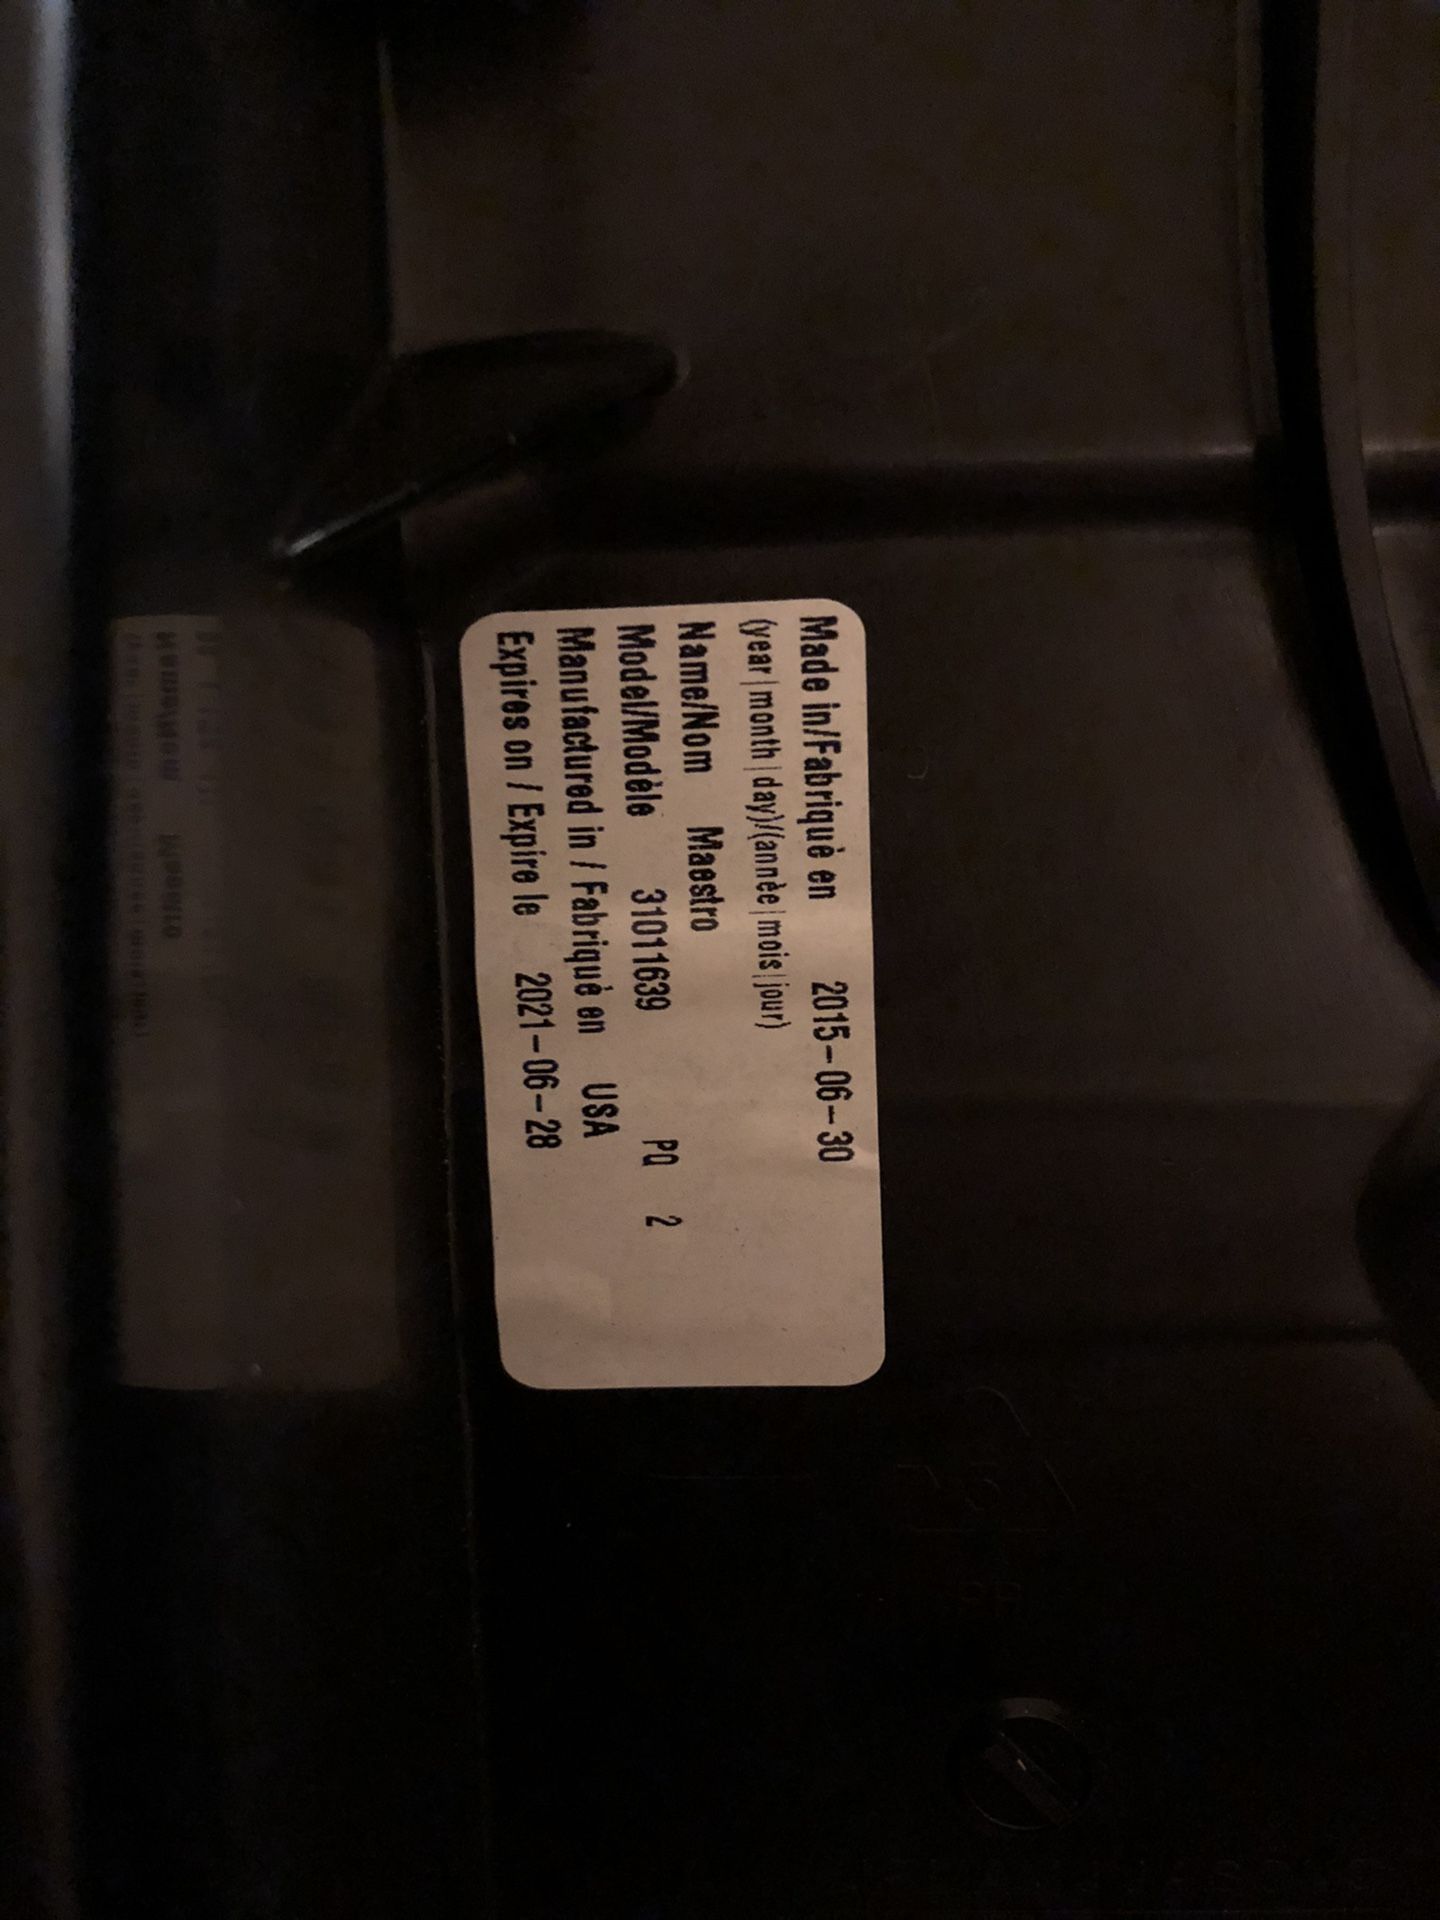 Made in/Fabriquè en 2015-06-30
(year|month|day)/(annèe|mois|jour)
Name/Nom Maestro
Model/Modèle 31011639 PQ 2
Manufactured in / Fabriquè en USA
Expires on / Expire le 2021-06-28